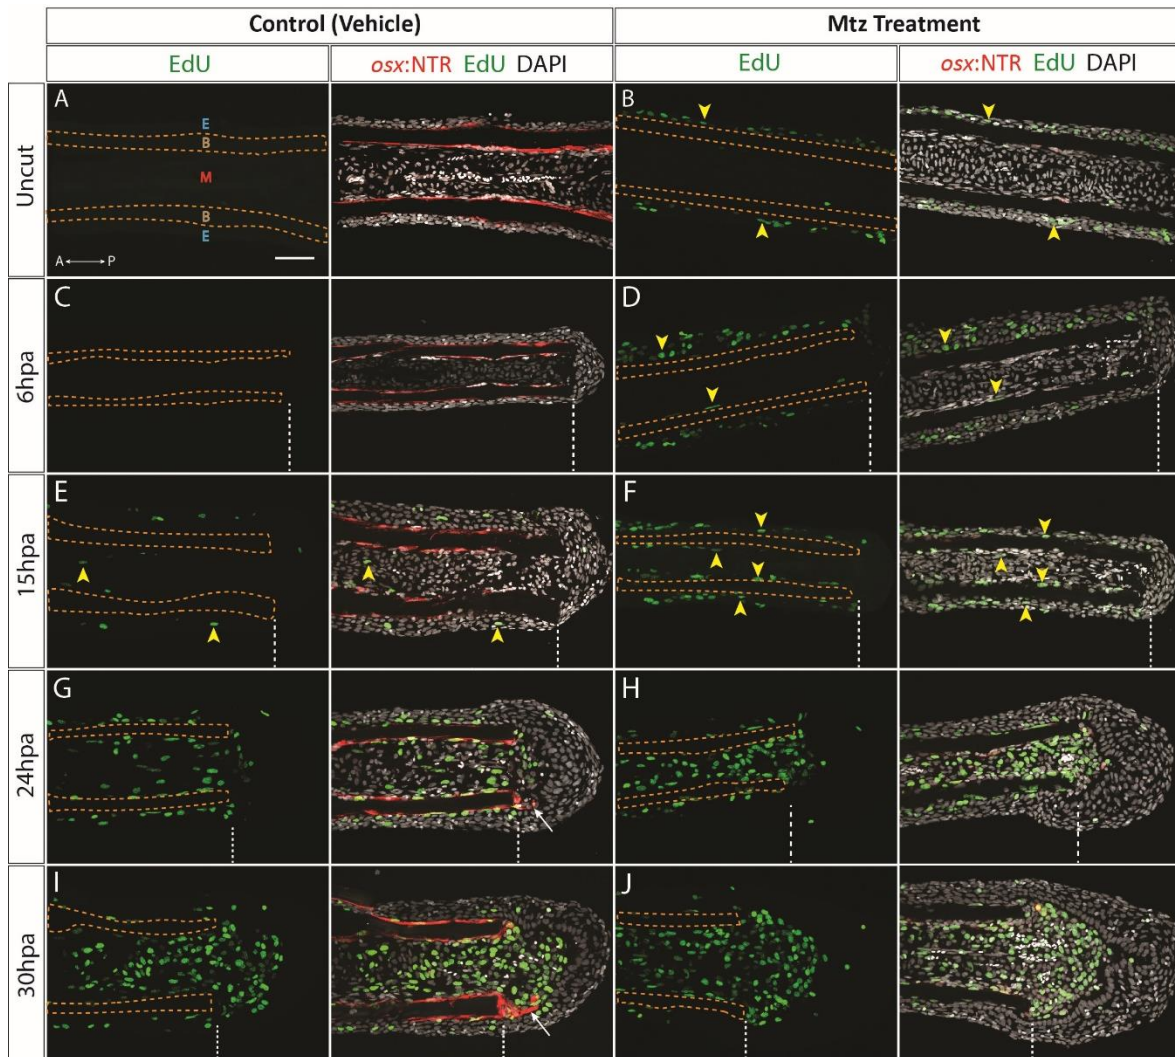 Control (Vehicle) Mtz Treatment
EdU osx:NTR EdU DAPI EdU osx:NTR EdU DAPI
Uncut
A
E
B
M
B
E
A P
B
6hpa
C
D
15hpa
E
F
24hpa
G
H
30hpa
I
J